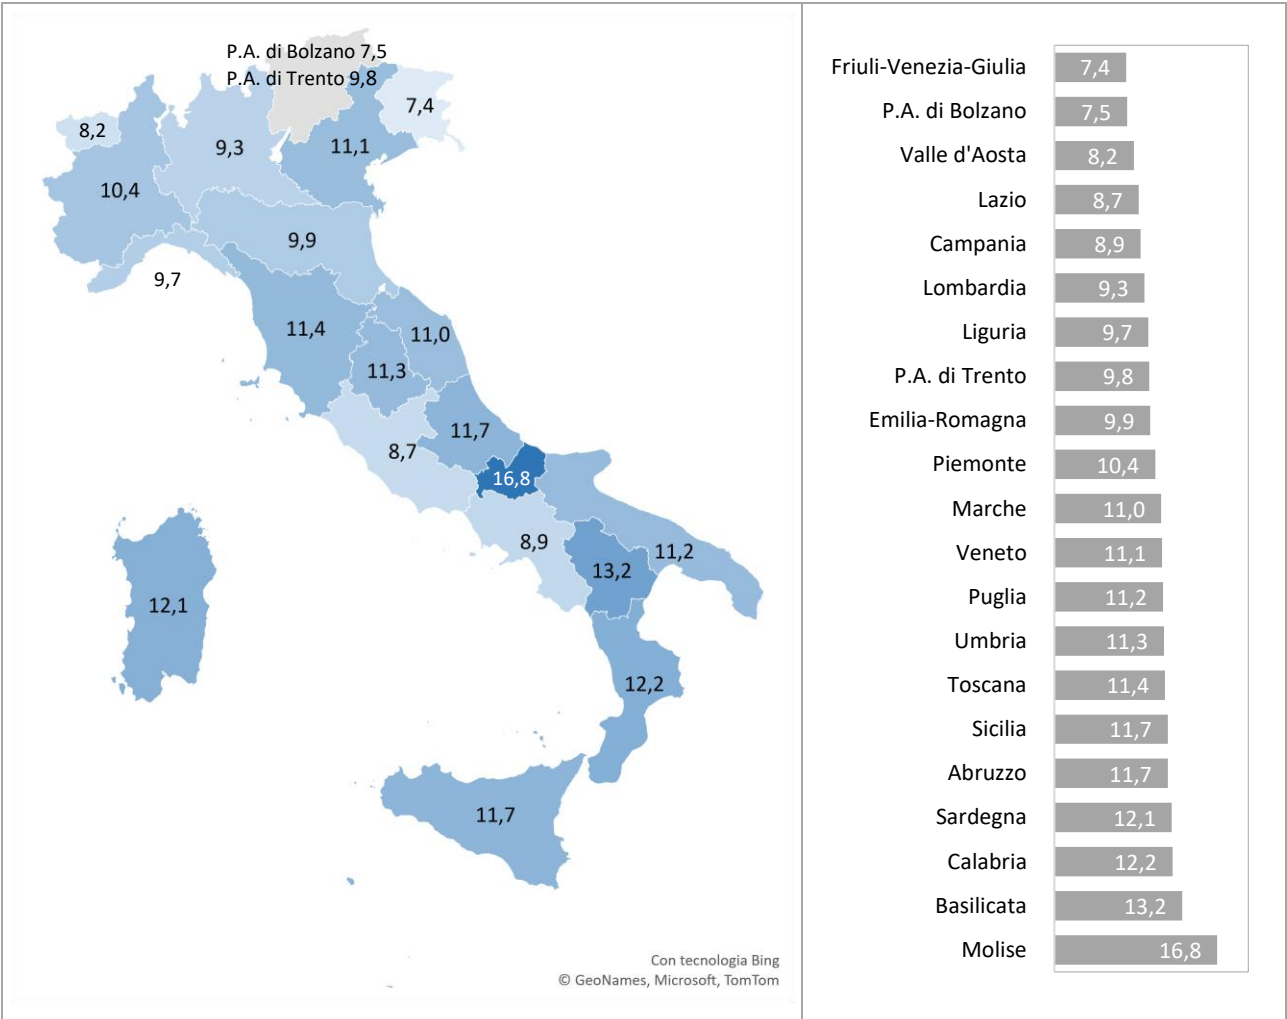 P.A. di Bolzano 7,5
P.A. di Trento 9,8
7,4
8,2
9,3
11,1
10,4
9,9
9,7
11,4
11,0
11,3
11,7
8,7
16,8
8,9
13,2
11,2
12,1
12,2
11,7
Con tecnologia Bing
© GeoNames, Microsoft, TomTom
Friuli-Venezia-Giulia 7,4
P.A. di Bolzano 7,5
Valle d'Aosta 8,2
Lazio 8,7
Campania 8,9
Lombardia 9,3
Liguria 9,7
P.A. di Trento 9,8
Emilia-Romagna 9,9
Piemonte 10,4
Marche 11,0
Veneto 11,1
Puglia 11,2
Umbria 11,3
Toscana 11,4
Sicilia 11,7
Abruzzo 11,7
Sardegna 12,1
Calabria 12,2
Basilicata 13,2
Molise 16,8